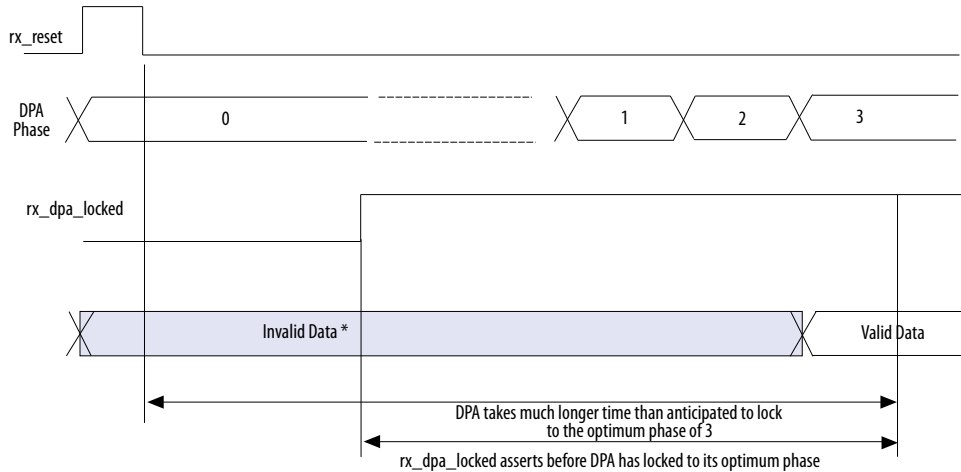 rx_reset
DPA
Phase
0
1
2
3
rx_dpa_locked
Invalid Data *
Valid Data
DPA takes much longer time than anticipated to lock
to the optimum phase of 3
rx_dpa_locked asserts before DPA has locked to its optimum phase